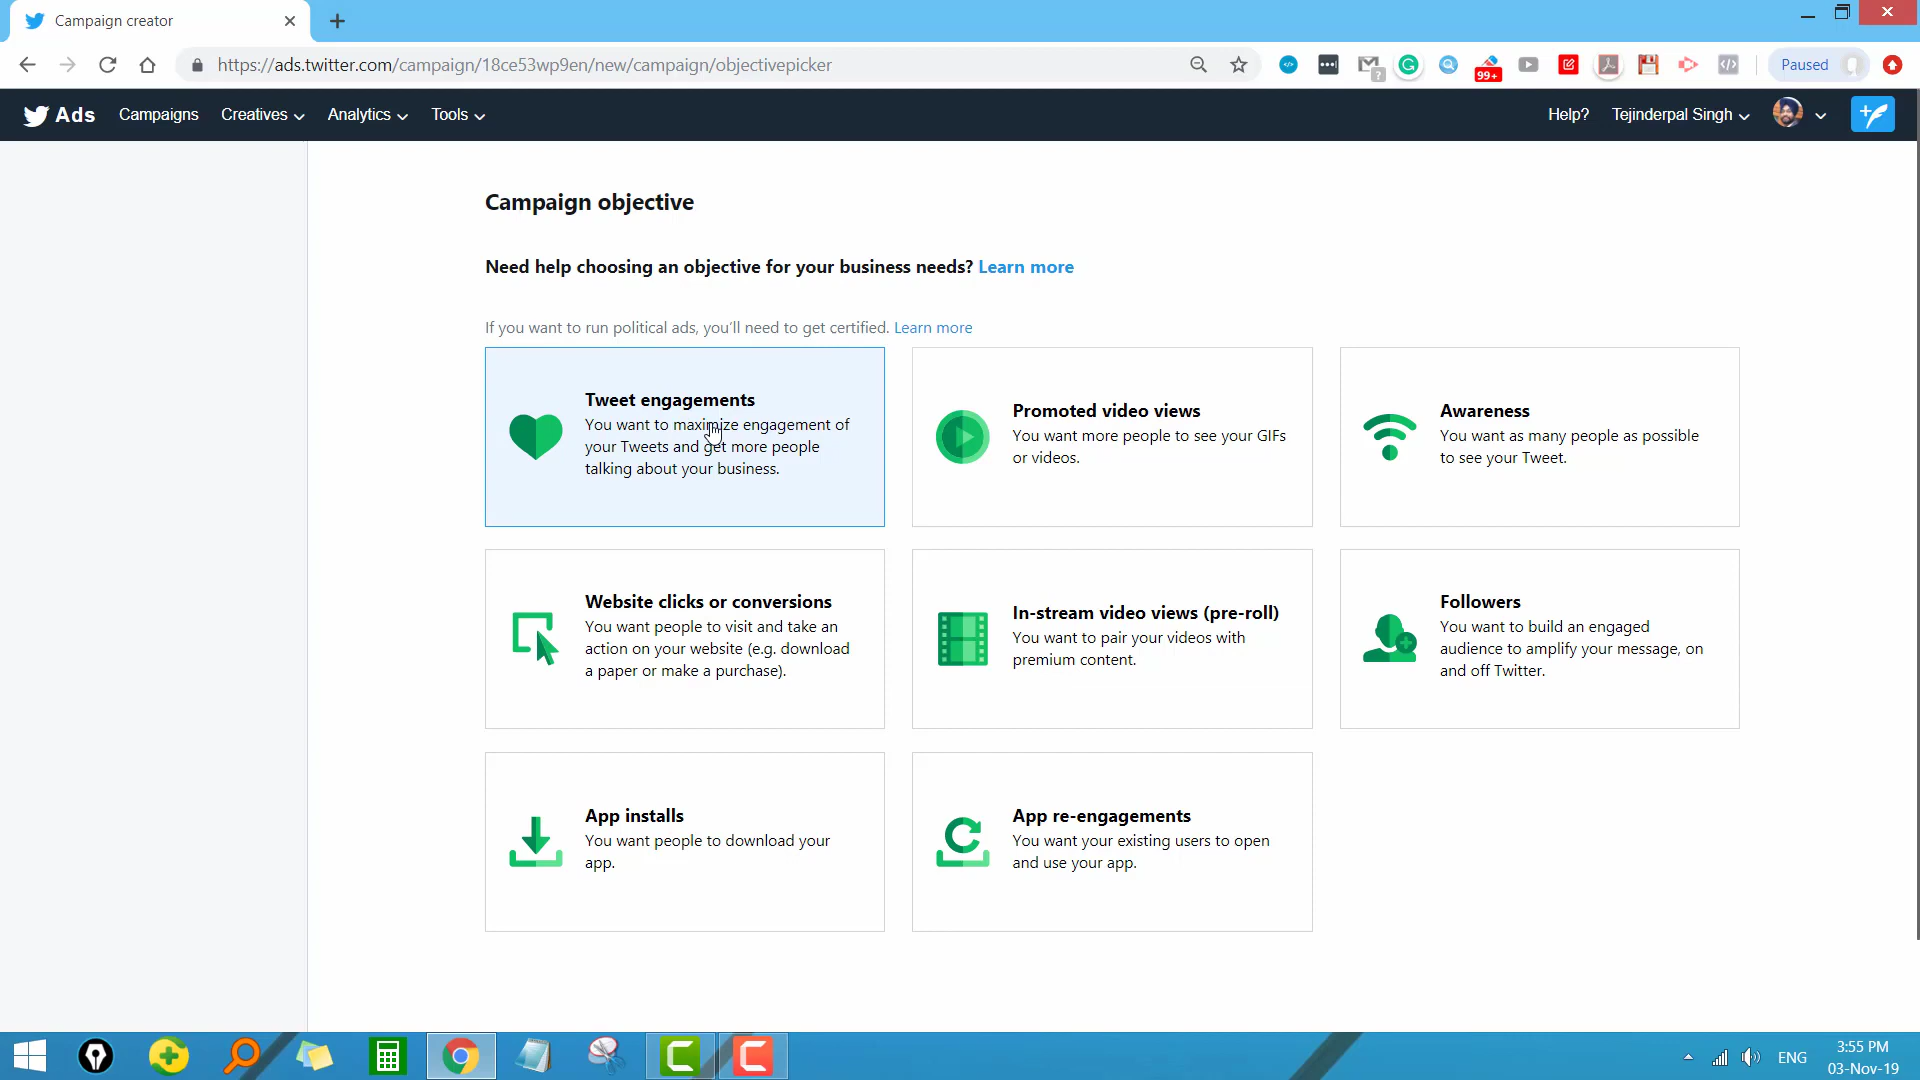 Campaign creator
https://ads.twitter.com/campaign/18ce53wp9en/new/campaign/objectivepicker
99+
?
Paused
Ads Campaigns Creatives Analytics Tools Help? Tejinderpal Singh
Campaign objective
Need help choosing an objective for your business needs? Learn more
If you want to run political ads, you'll need to get certified. Learn more
Tweet engagements
You want to maximize engagement of
your Tweets and get more people
talking about your business.
Promoted video views
You want more people to see your GIFs
or videos.
Awareness
You want as many people as possible
to see your Tweet.
Website clicks or conversions
You want people to visit and take an
action on your website (e.g. download
a paper or make a purchase).
In-stream video views (pre-roll)
You want to pair your videos with
premium content.
Followers
You want to build an engaged
audience to amplify your message, on
and off Twitter.
App installs
You want people to download your
app.
App re-engagements
You want your existing users to open
and use your app.
ENG
3:55 PM
03-Nov-19